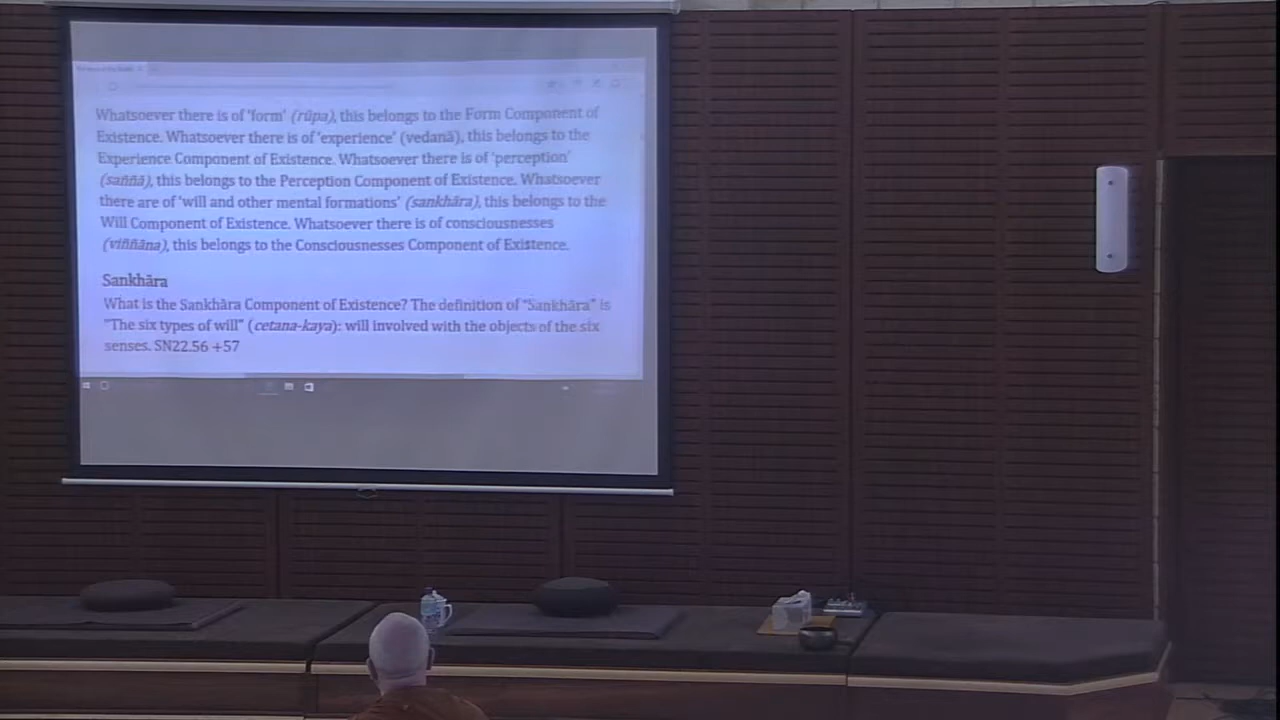 Whatsoever there is of 'form' (rūpa), this belongs to the Form Component of
Existence. Whatsoever there is of 'experience' (vedanā), this belongs to the
Experience Component of Existence. Whatsoever there is of 'perception'
(saññā), this belongs to the Perception Component of Existence. Whatsoever
there are of 'will and other mental formations' (sankhāra), this belongs to the
Will Component of Existence. Whatsoever there is of consciousnesses
(viññāna), this belongs to the Consciousnesses Component of Existence.
Sankhāra
What is the Sankhāra Component of Existence? The definition of "Sankhāra" is
"The six types of will" (cetana-kaya): will involved with the objects of the six
senses. SN22.56 +57